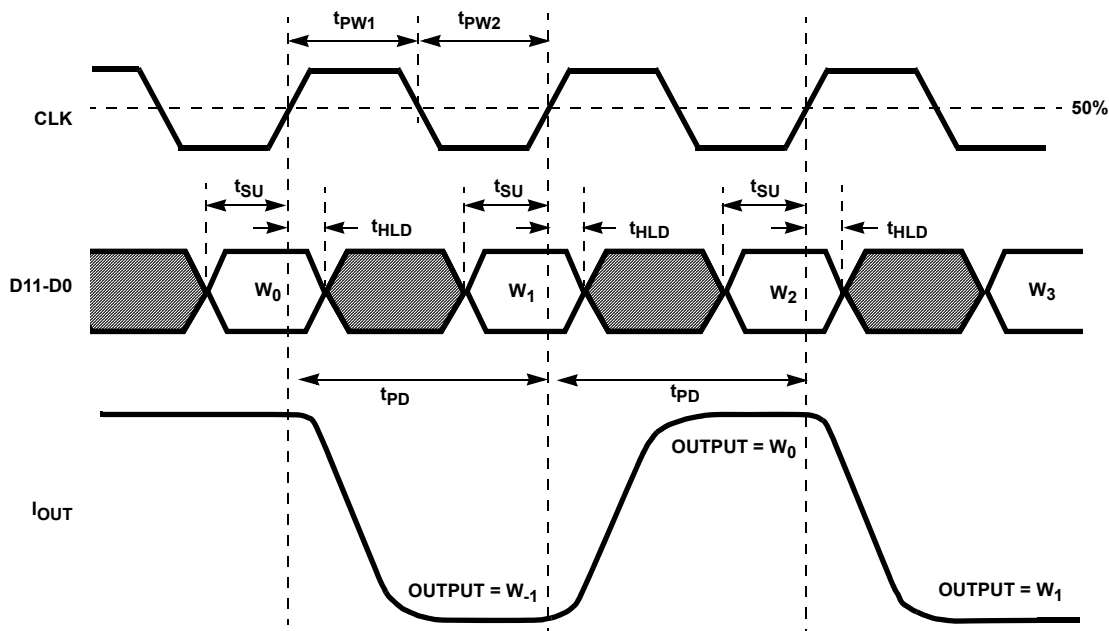 tPW1 tPW2
CLK 50%
tSU tSU tSU
tHLD tHLD tHLD
D11-D0 W0 W1 W2 W3
tPD tPD
OUTPUT = W0
IOUT
OUTPUT = W-1 OUTPUT = W1